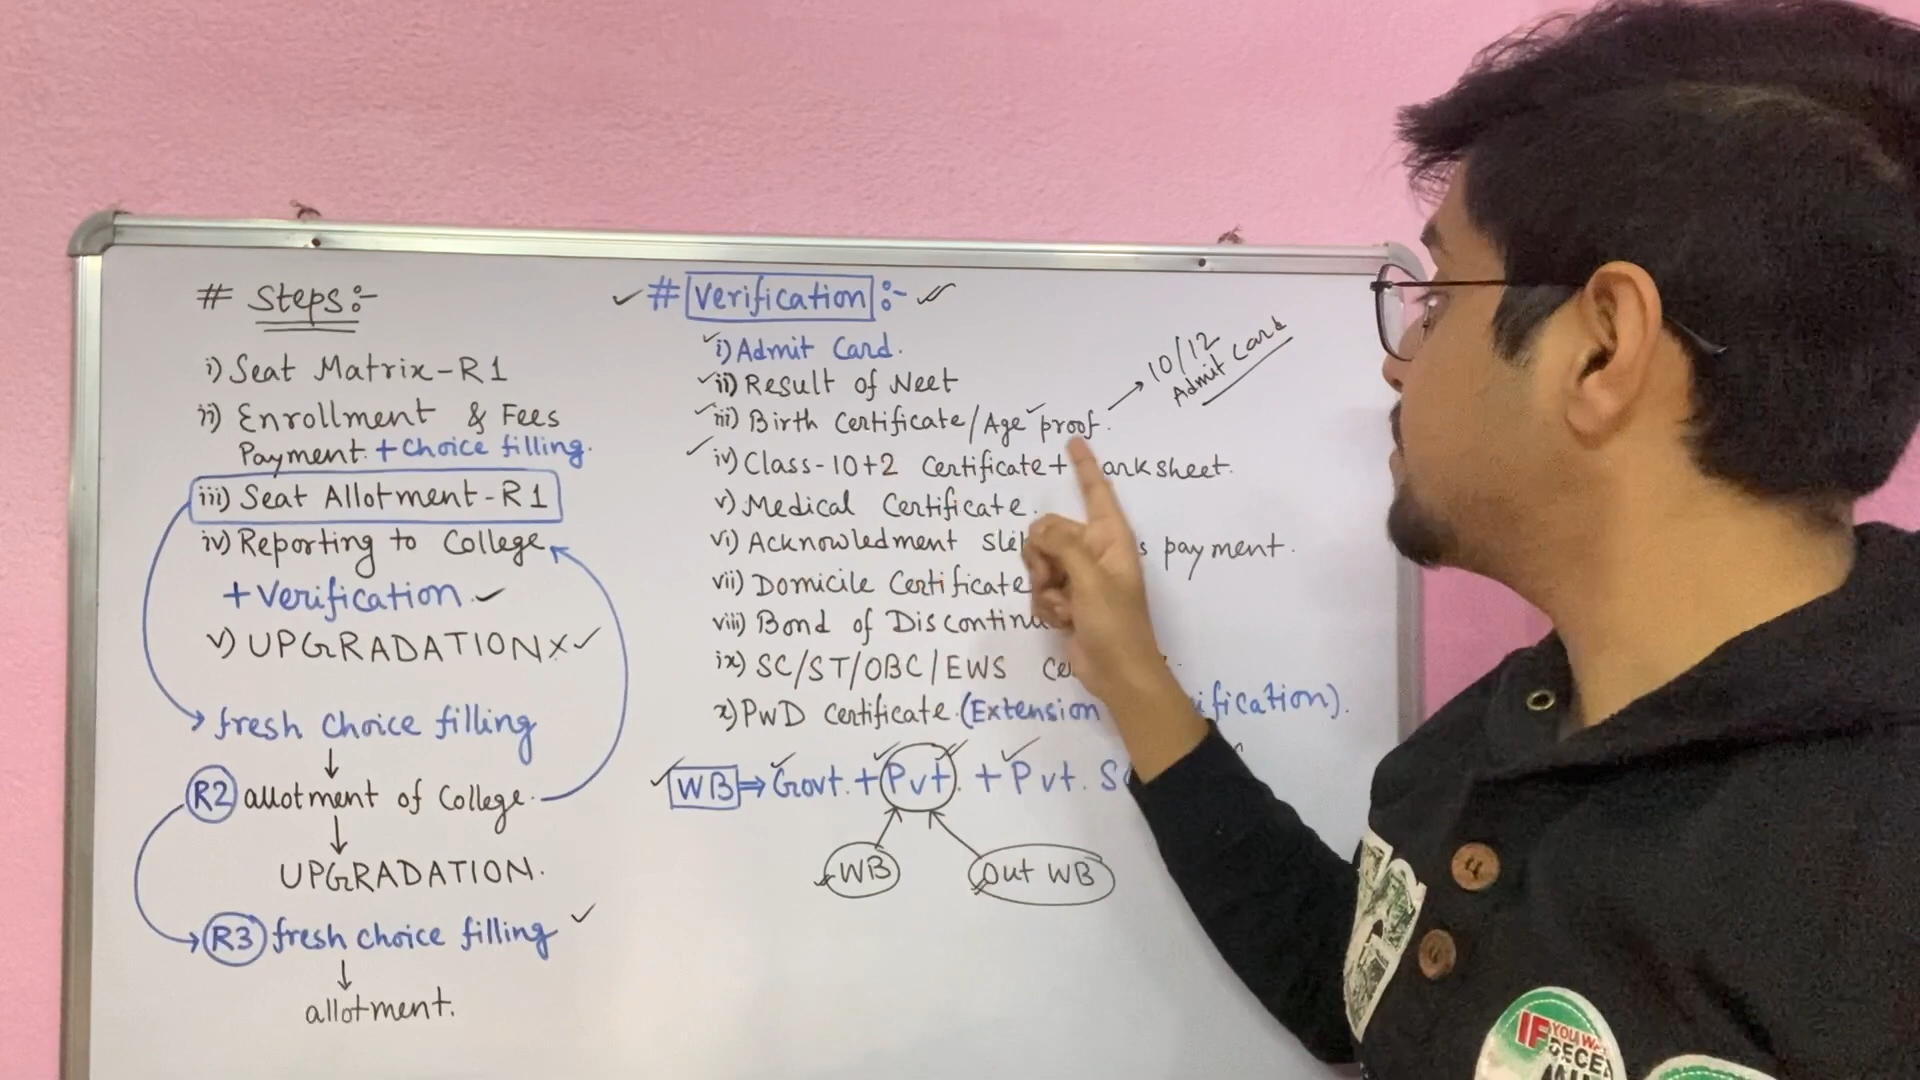 # Steps:-
i) Seat Matrix-R1
ii) Enrollment & Fees
Payment. + Choice filling.
iii) Seat Allotment-R1
iv) Reporting to College
+ Verification
v) UPGRADATION
fresh choice filling
R2 allotment of College.
UPGRADATION.
R3 fresh choice filling
allotment.
# Verification:-
i) Admit Card.
ii) Result of Neet
iii) Birth Certificate/Age proof.
10/12
Admit Card
iv) Class-10+2 Certificate +
v) Medical Certificate.
vi) Acknowledment payment.
vii) Domicile Certificate
viii) Bond of
ix) SC/ST/OBC/EWS
x) PwD Certificate. (Extension
WB ⇒ Govt. + Pvt. + Pvt.
WB Out WB
IF
YOU